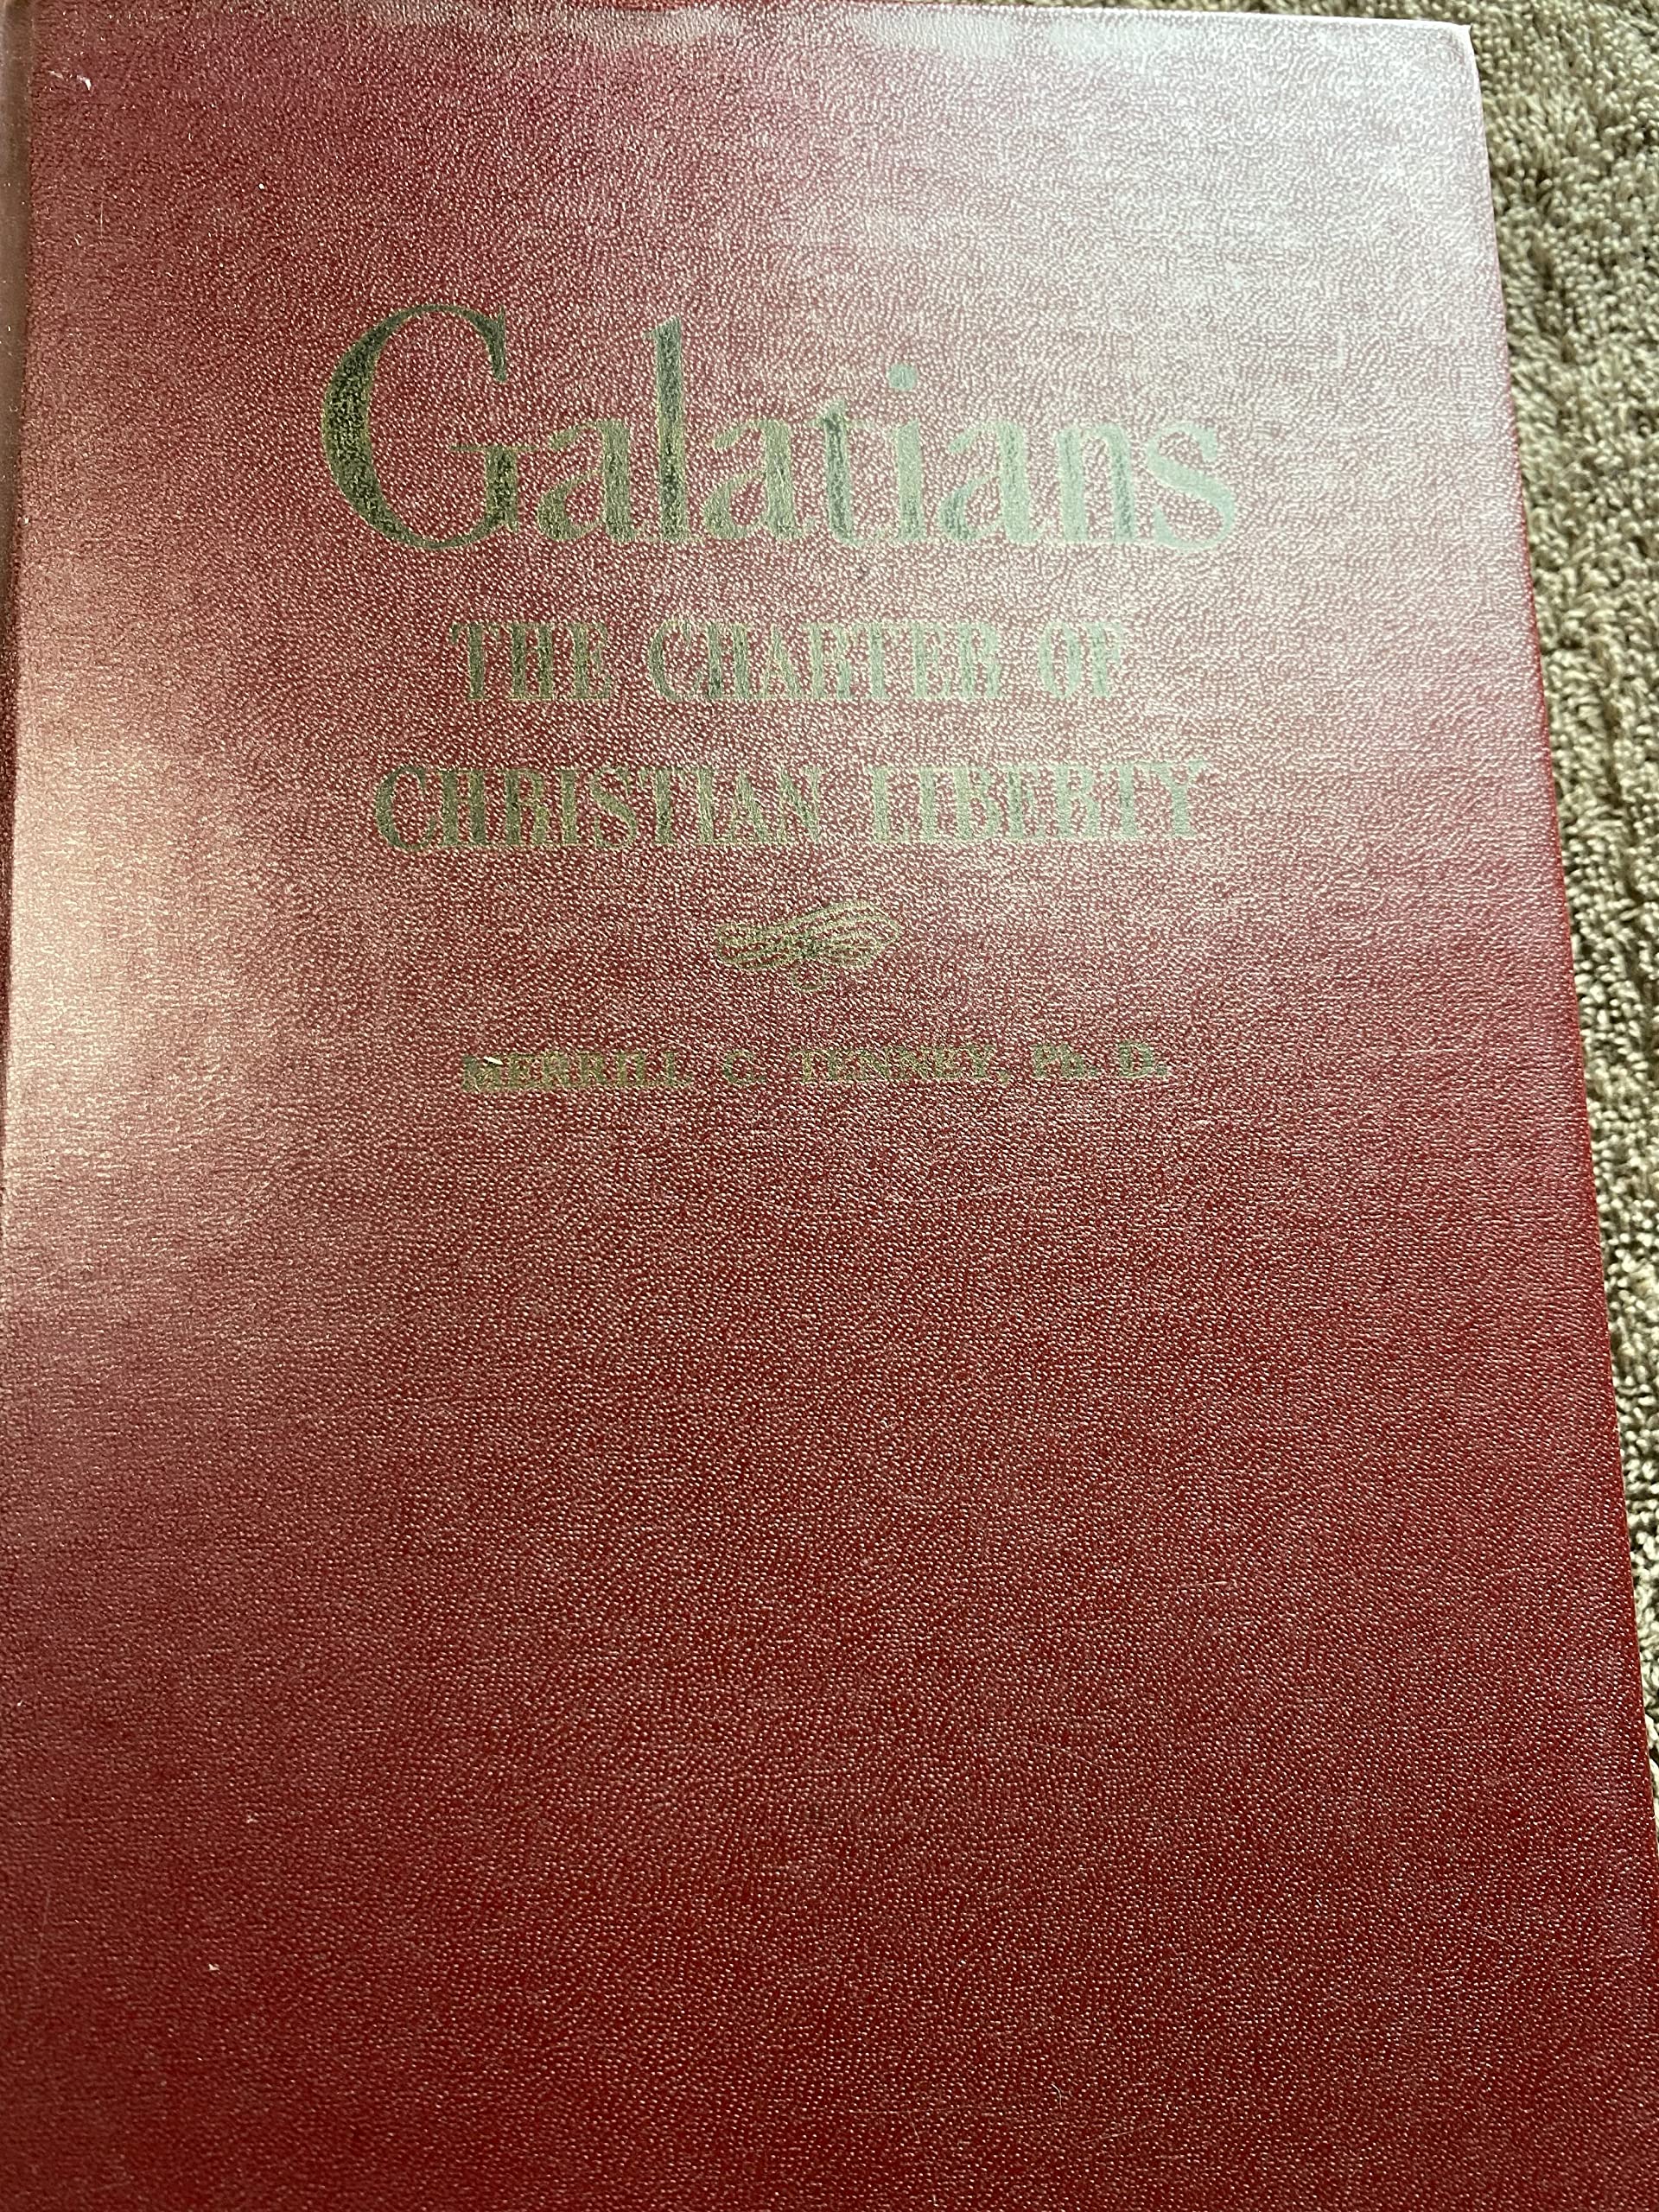 Galatians
THE CHARTER OF
CHRISTIAN LIBERTY
MERRILL C. TENNEY, Ph. D.